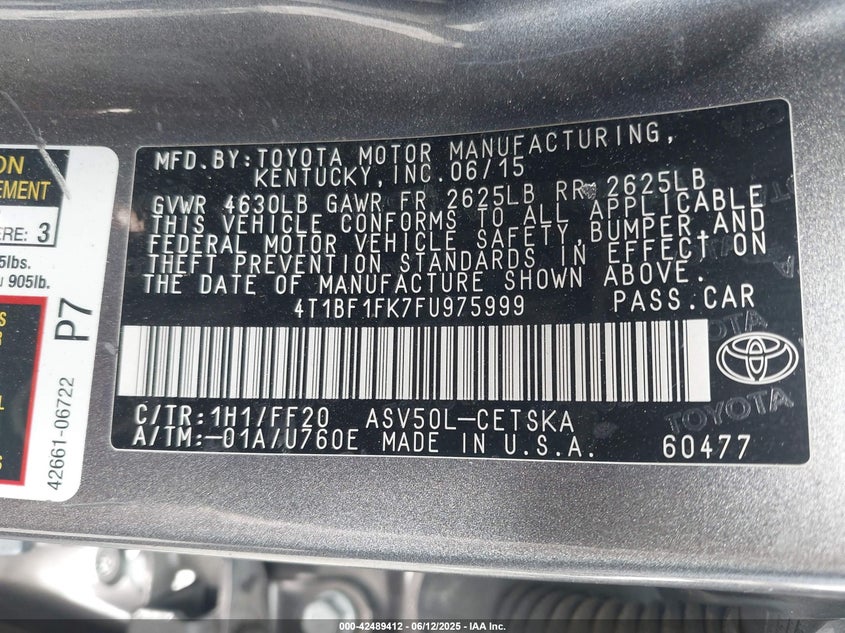 ON
EMENT
ERE: 3
5lbs.
905lb.
P7
S
42661-06722
MFD.BY:TOYOTA MOTOR MANUFACTURING,
KENTUCKY, INC.06/15
GVWR 4630LB GAWR FR 2625LB RR 2625LB
THIS VEHICLE CONFORMS TO ALL APPLICABLE
FEDERAL MOTOR VEHICLE SAFETY,BUMPER,AND
THEFT PREVENTION STANDARDS IN EFFECT ON
THE DATE OF MANUFACTURE SHOWN ABOVE.
4T1BF1FK7FU975999 PASS.CAR
TOYOTA
TOYOTA
C/TR:1H1/FF20 ASV50L-CETSKA
A/TM:-01A/U760E MADE IN U.S.A. 60477
000-42489412 - 06/12/2025 - IAA Inc.